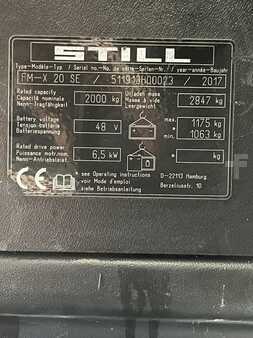 STILL
Type-Modèle-Typ / Serial no.-No. de série-Serien-Nr. / year-année-Baujahr
FM-X 20 SE / 511913H00023 / 2017
Rated capacity
Capacité nominale
Nenn-Tragfähigkeit
2000 kg
Unladen mass
Masse à vide
Leergewicht
2847 kg
Battery voltage
Tension batterie
Batteriespannung
48 V
max. 1175 kg
min. 1063 kg
*
Rated drive power
Puissance motr.nom.
Nenn-Antriebsleist.
6,5 kW
*
kg
CE
* see Operating instructions
voir Mode d'emploi
siehe Betriebsanleitung
D-22113 Hamburg
Berzeliusstr. 10